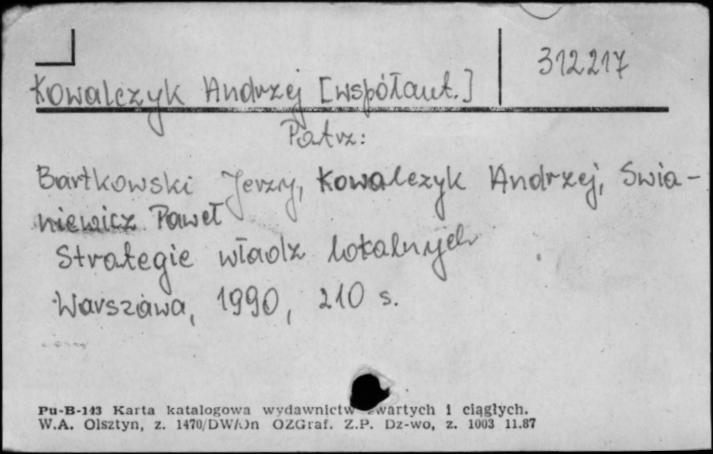 312217
Kowalczyk Andrzej [współaut.]
Patrz:
Bartkowski Jerzy, Kowalczyk Andrzej, Swia-
niewicz Paweł
Strategie władz lokalnych
Warszawa, 1990, 210 s.
Pu-B-143 Karta katalogowa wydawnictw zwartych i ciągłych.
W.A. Olsztyn, z. 1470/DW/Dn OZGraf. Z.P. Dz-wo, z. 1003 11.87